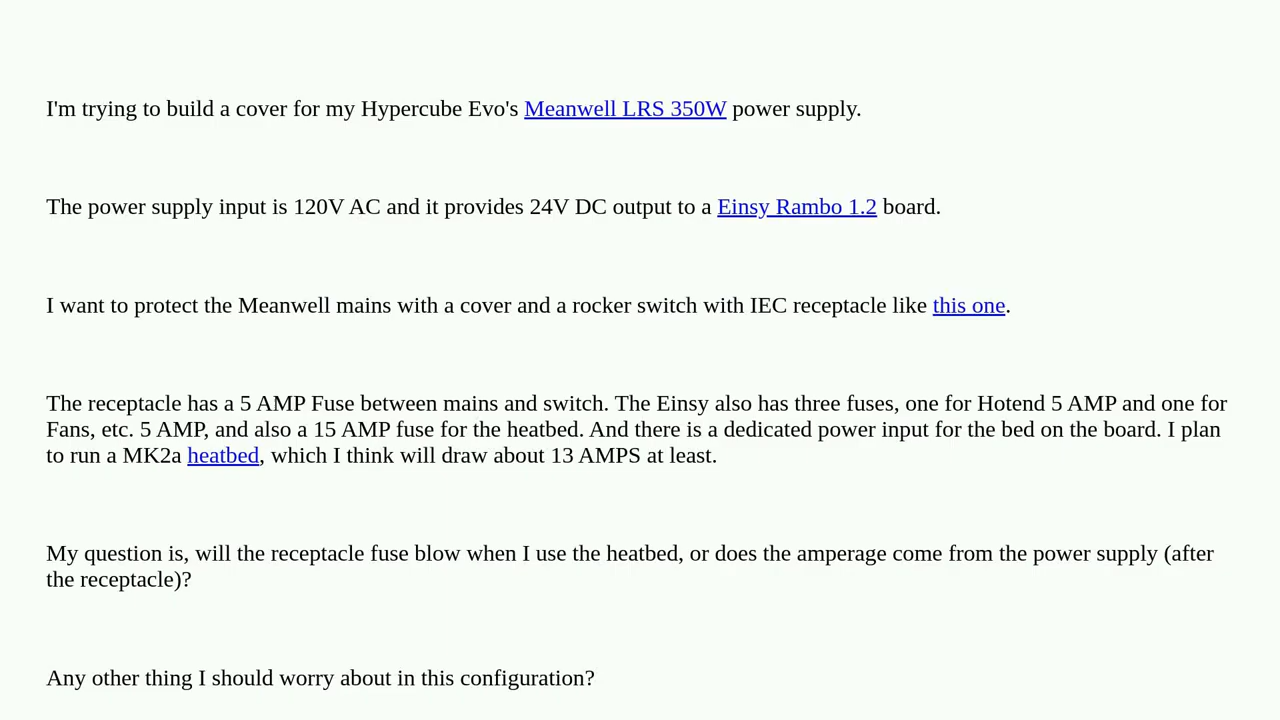 I'm trying to build a cover for my Hypercube Evo's Meanwell LRS 350W power supply.
The power supply input is 120V AC and it provides 24V DC output to a Einsy Rambo 1.2 board.
I want to protect the Meanwell mains with a cover and a rocker switch with IEC receptacle like this one.
The receptacle has a 5 AMP Fuse between mains and switch. The Einsy also has three fuses, one for Hotend 5 AMP and one for
Fans, etc. 5 AMP, and also a 15 AMP fuse for the heatbed. And there is a dedicated power input for the bed on the board. I plan
to run a MK2a heatbed, which I think will draw about 13 AMPS at least.
My question is, will the receptacle fuse blow when I use the heatbed, or does the amperage come from the power supply (after
the receptacle)?
Any other thing I should worry about in this configuration?